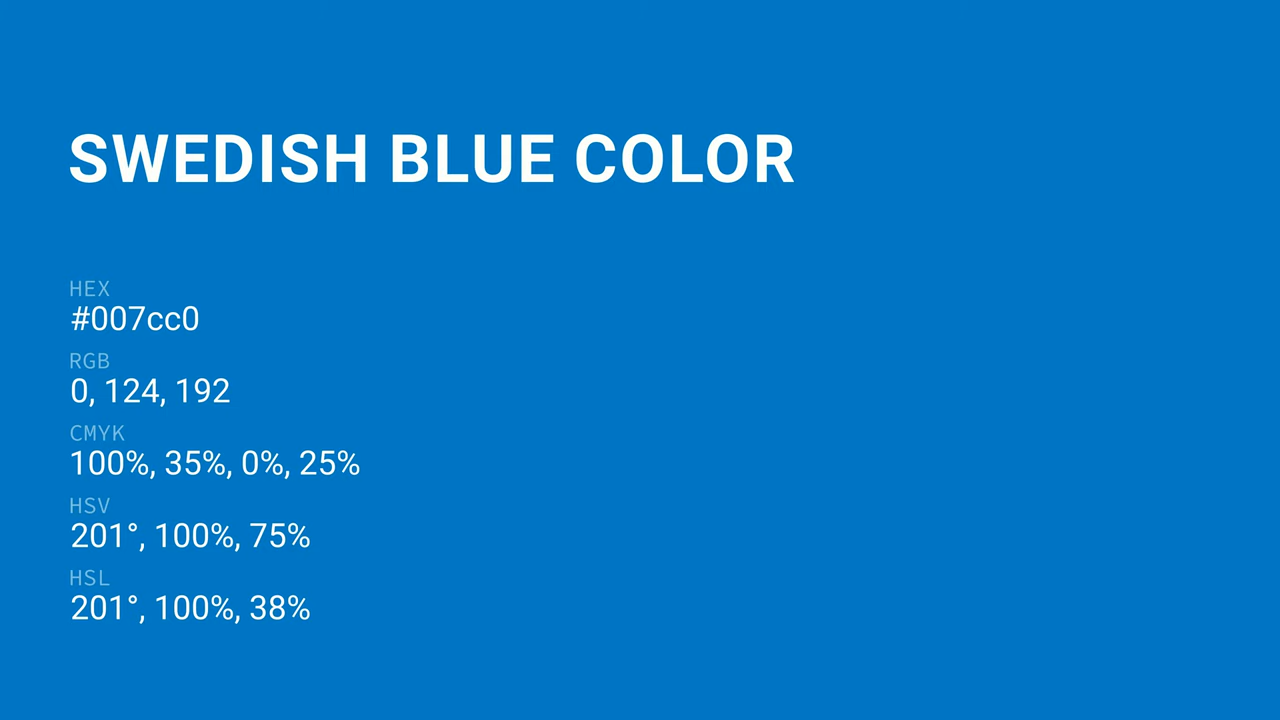 SWEDISH BLUE COLOR
HEX
#007cc0
RGB
0, 124, 192
CMYK
100%, 35%, 0%, 25%
HSV
201°, 100%, 75%
HSL
201°, 100%, 38%